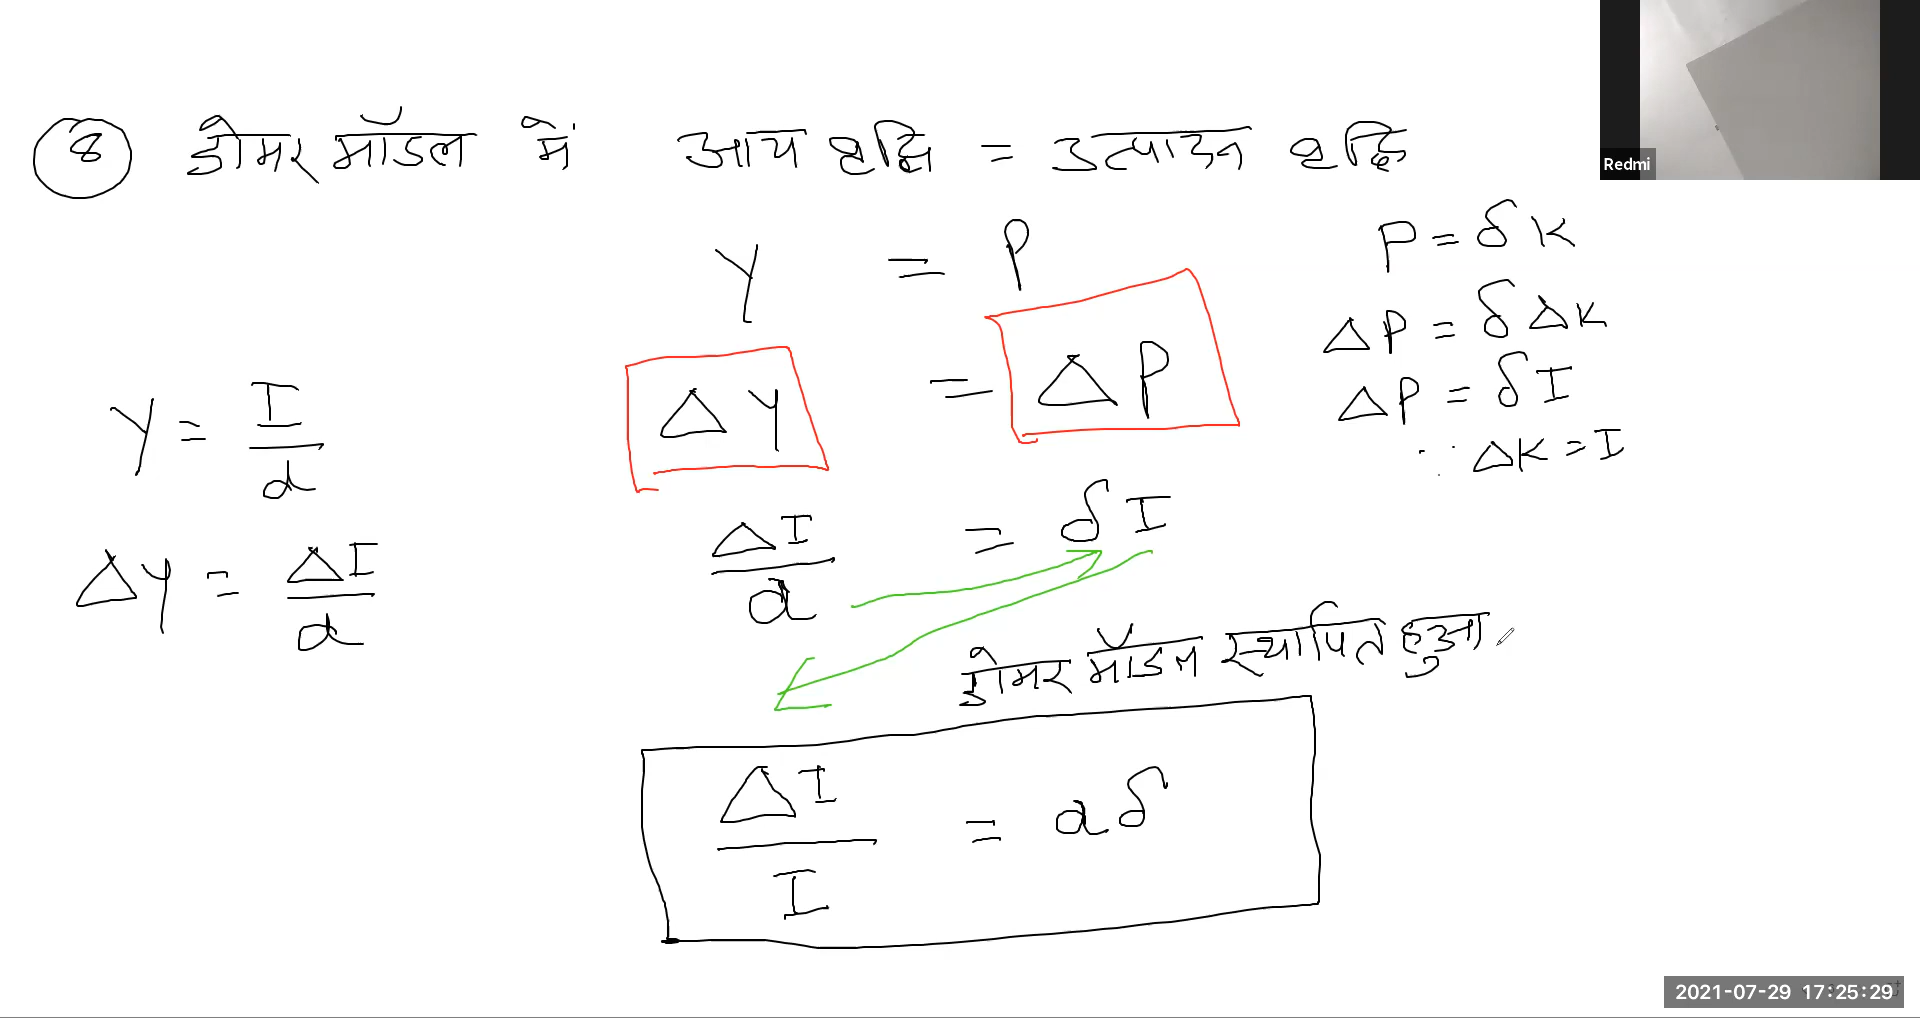 8 डोमर मॉडल में आय वृद्धि = उत्पादन वृद्धि
Y = P
ΔY = ΔP
P = δK
ΔP = δΔK
ΔP = δI
∵ ΔK = I
Y = I/α
ΔY = ΔI/α
ΔI/α = δI
डोमर मॉडल स्थापित हुआ.
ΔI/I = αδ
Redmi
2021-07-29 17:25:29